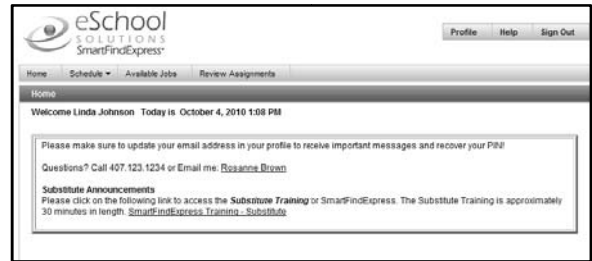 eSchool
SOLUTIONS
SmartFindExpress
Profile Help Sign Out
Home Schedule Available Jobs Review Assignments
Home
Welcome Linda Johnson Today is October 4, 2010 1:08 PM
Please make sure to update your email address in your profile to receive important messages and recover your PIN!
Questions? Call 407.123.1234 or Email me: Rosanne Brown
Substitute Announcements
Please click on the following link to access the Substitute Training or SmartFindExpress. The Substitute Training is approximately
30 minutes in length. SmartFindExpress Training - Substitute